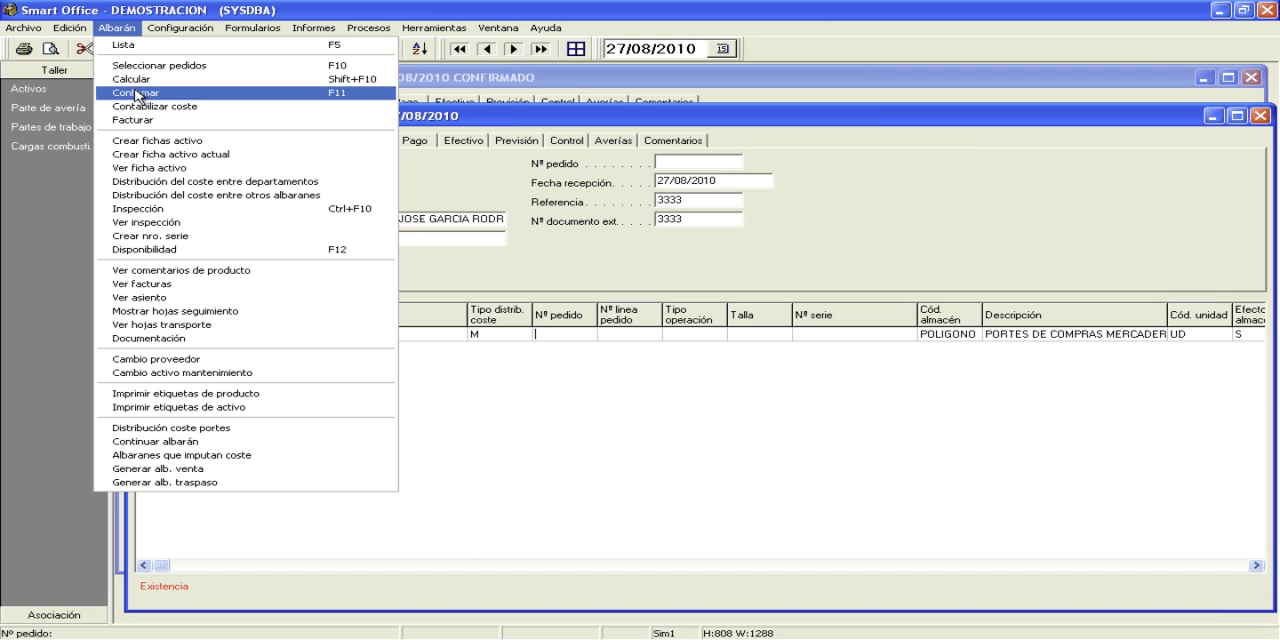 Smart Office - DEMOSTRACION (SYSDBA)
Archivo Edición Albarán Configuración Formularios Informes Procesos Herramientas Ventana Ayuda
27/08/2010 15
Taller
Activos
Parte de avería
Partes de trabajo
Cargas combusti.
Lista F5
Seleccionar pedidos F10
Calcular Shift+F10
Confirmar F11
Contabilizar coste
Facturar
Crear fichas activo
Crear ficha activo actual
Ver ficha activo
Distribución del coste entre departamentos
Distribución del coste entre otros albaranes
Inspección Ctrl+F10
Ver inspección
Crear nro. serie
Disponibilidad F12
Ver comentarios de producto
Ver facturas
Ver asiento
Mostrar hojas seguimiento
Ver hojas transporte
Documentación
Cambio proveedor
Cambio activo mantenimiento
Imprimir etiquetas de producto
Imprimir etiquetas de activo
Distribución coste portes
Continuar albarán
Albaranes que imputan coste
Generar alb. venta
Generar alb. traspaso
08/2010 CONFIRMADO
Pago Efectivo Previsión Control Averías Comentarios
/08/2010
Pago Efectivo Previsión Control Averías Comentarios
Nº pedido . . . . . . . .
Fecha recepción. . . . . 27/08/2010
Referencia . . . . . . . . 3333
JOSE GARCIA RODR Nº documento ext. . . . . 3333
Tipo distrib. coste Nº pedido Nº linea pedido Tipo operación Talla Nº serie Cód. almacén Descripción Cód. unidad Efecto almac
M POLIGONO PORTES DE COMPRAS MERCADER UD S
Existencia
Asociación
Nº pedido: Sim1 H:808 W:1288